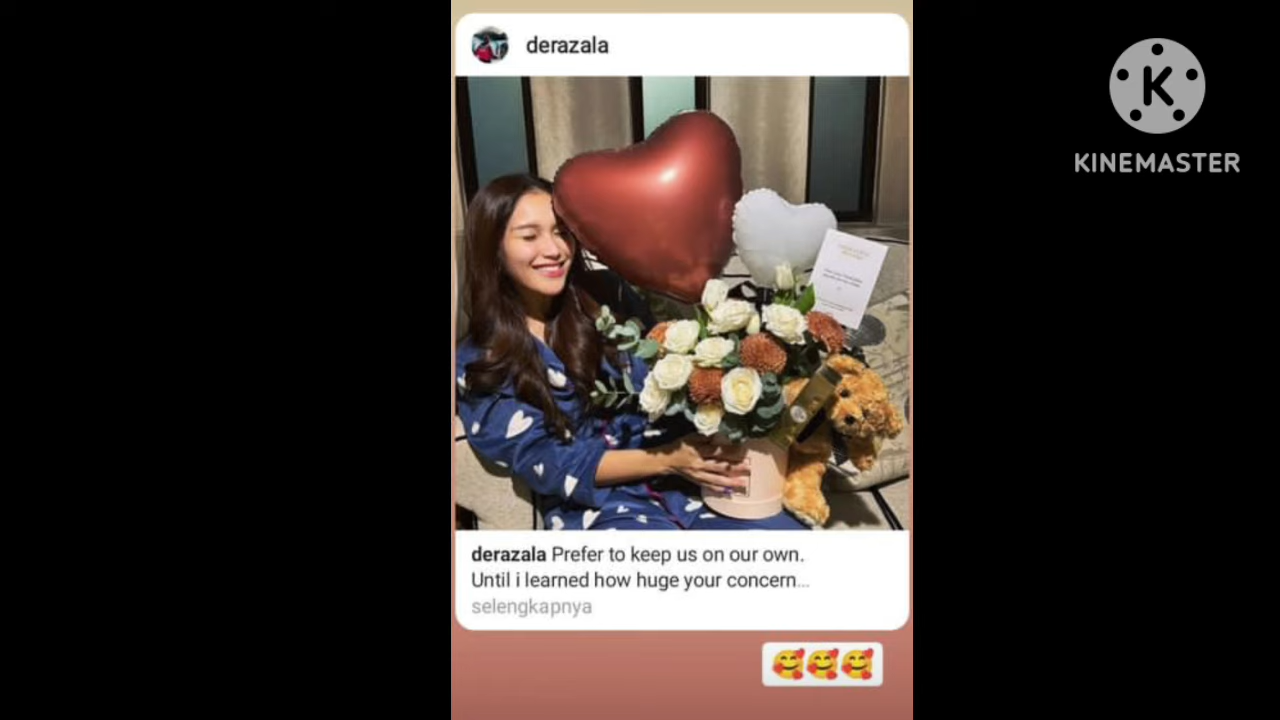 derazala
K
KINEMASTER
derazala Prefer to keep us on our own.
Until i learned how huge your concern...
selengkapnya